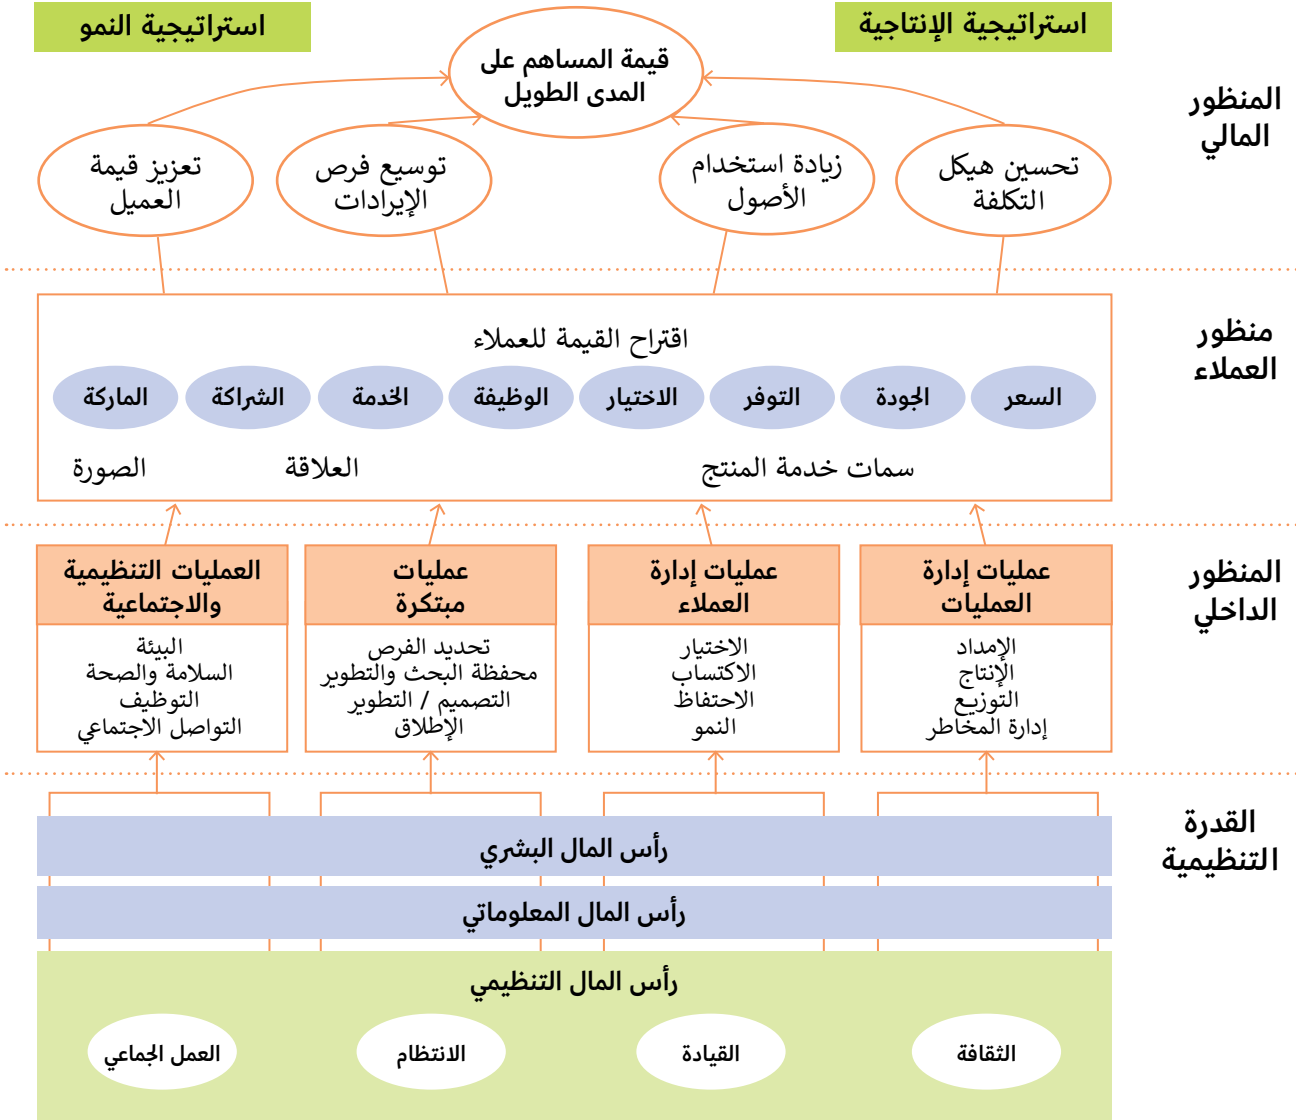 استراتيجية الإنتاجية
استراتيجية النمو
المنظور
المالي
قيمة المساهم على
المدى الطويل
تحسين هيكل
التكلفة
زيادة استخدام
الأصول
توسيع فرص
الإيرادات
تعزيز قيمة
العميل
منظور
العملاء
اقتراح القيمة للعملاء
السعر
الجودة
التوفر
الاختيار
الوظيفة
الخدمة
الشراكة
الماركة
سمات خدمة المنتج
العلاقة
الصورة
المنظور
الداخلي
عمليات إدارة
العمليات
الإمداد
الإنتاج
التوزيع
إدارة المخاطر
عمليات إدارة
العملاء
الاختيار
الاكتساب
الاحتفاظ
النمو
عمليات
مبتكرة
تحديد الفرص
محفظة البحث والتطوير
التصميم / التطوير
الإطلاق
العمليات التنظيمية
والاجتماعية
البيئة
السلامة والصحة
التوظيف
التواصل الاجتماعي
القدرة
التنظيمية
رأس المال البشري
رأس المال المعلوماتي
رأس المال التنظيمي
الثقافة
القيادة
الانتظام
العمل الجماعي